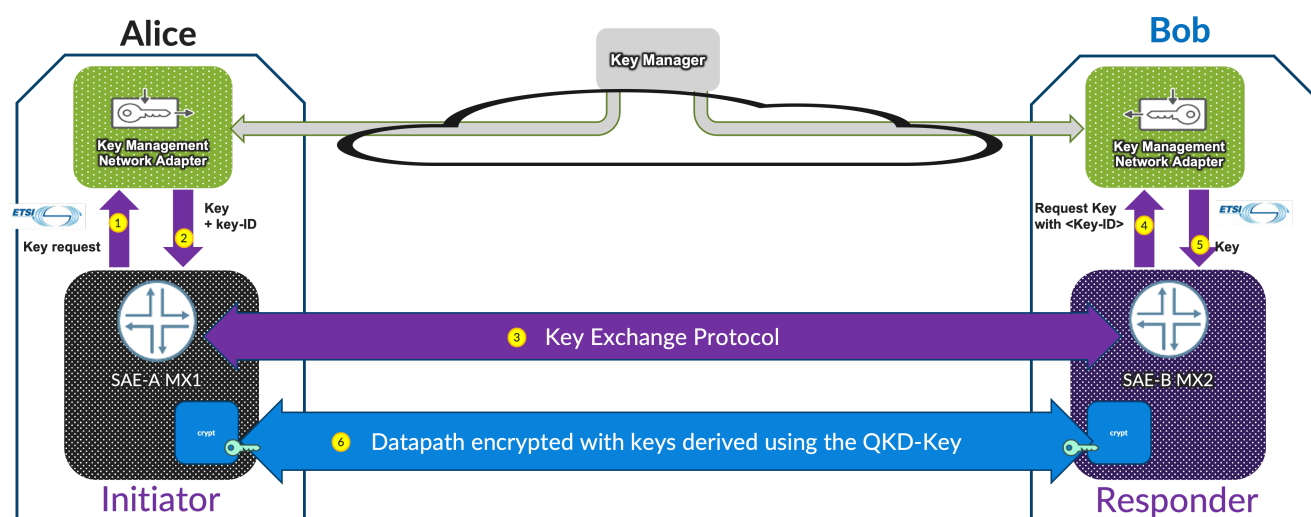 Alice
Bob
Key Manager
Key Management
Network Adapter
Key Management
Network Adapter
ETSI
1
Key request
2
Key
+ key-ID
Request Key
with <Key-ID>
4
5
Key
ETSI
3 Key Exchange Protocol
SAE-A MX1
SAE-B MX2
crypt
6 Datapath encrypted with keys derived using the QKD-Key
crypt
Initiator
Responder